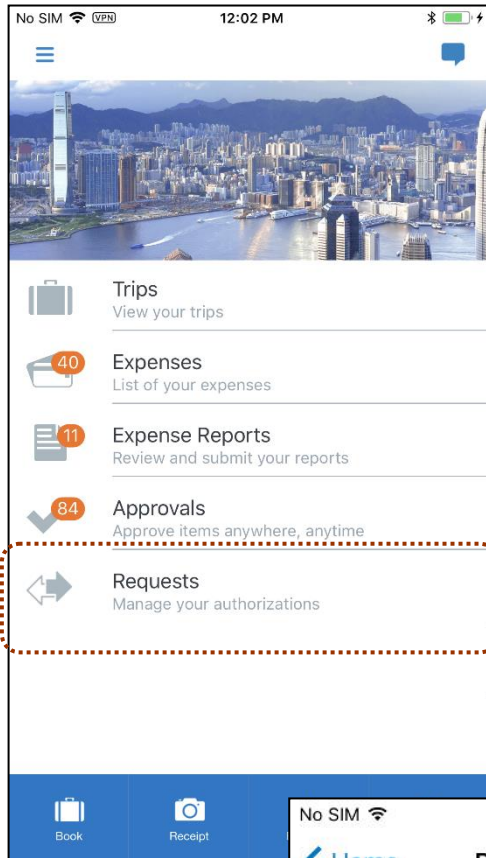 No SIM VPN 12:02 PM
Trips
View your trips
40
Expenses
List of your expenses
11
Expense Reports
Review and submit your reports
84
Approvals
Approve items anywhere, anytime
Requests
Manage your authorizations
Book Receipt
No SIM
Home